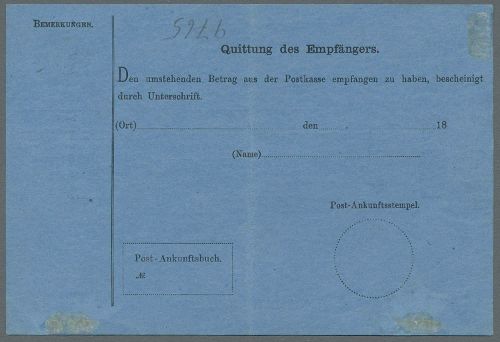 BEMERKUNGEN.
9765
Quittung des Empfängers.
Den umstehenden Betrag aus der Postkasse empfangen zu haben, bescheinigt
durch Unterschrift.
(Ort) den 18
(Name)
Post-Ankunftsstempel.
Post-Ankunftsbuch.
№